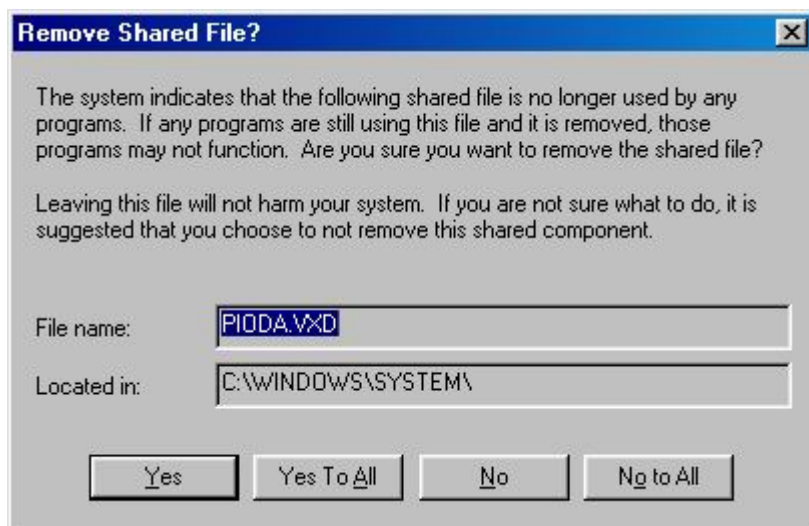 Remove Shared File?
The system indicates that the following shared file is no longer used by any
programs. If any programs are still using this file and it is removed, those
programs may not function. Are you sure you want to remove the shared file?
Leaving this file will not harm your system. If you are not sure what to do, it is
suggested that you choose to not remove this shared component.
File name: PIODA.VXD
Located in: C:\WINDOWS\SYSTEM\
Yes Yes To All No No to All